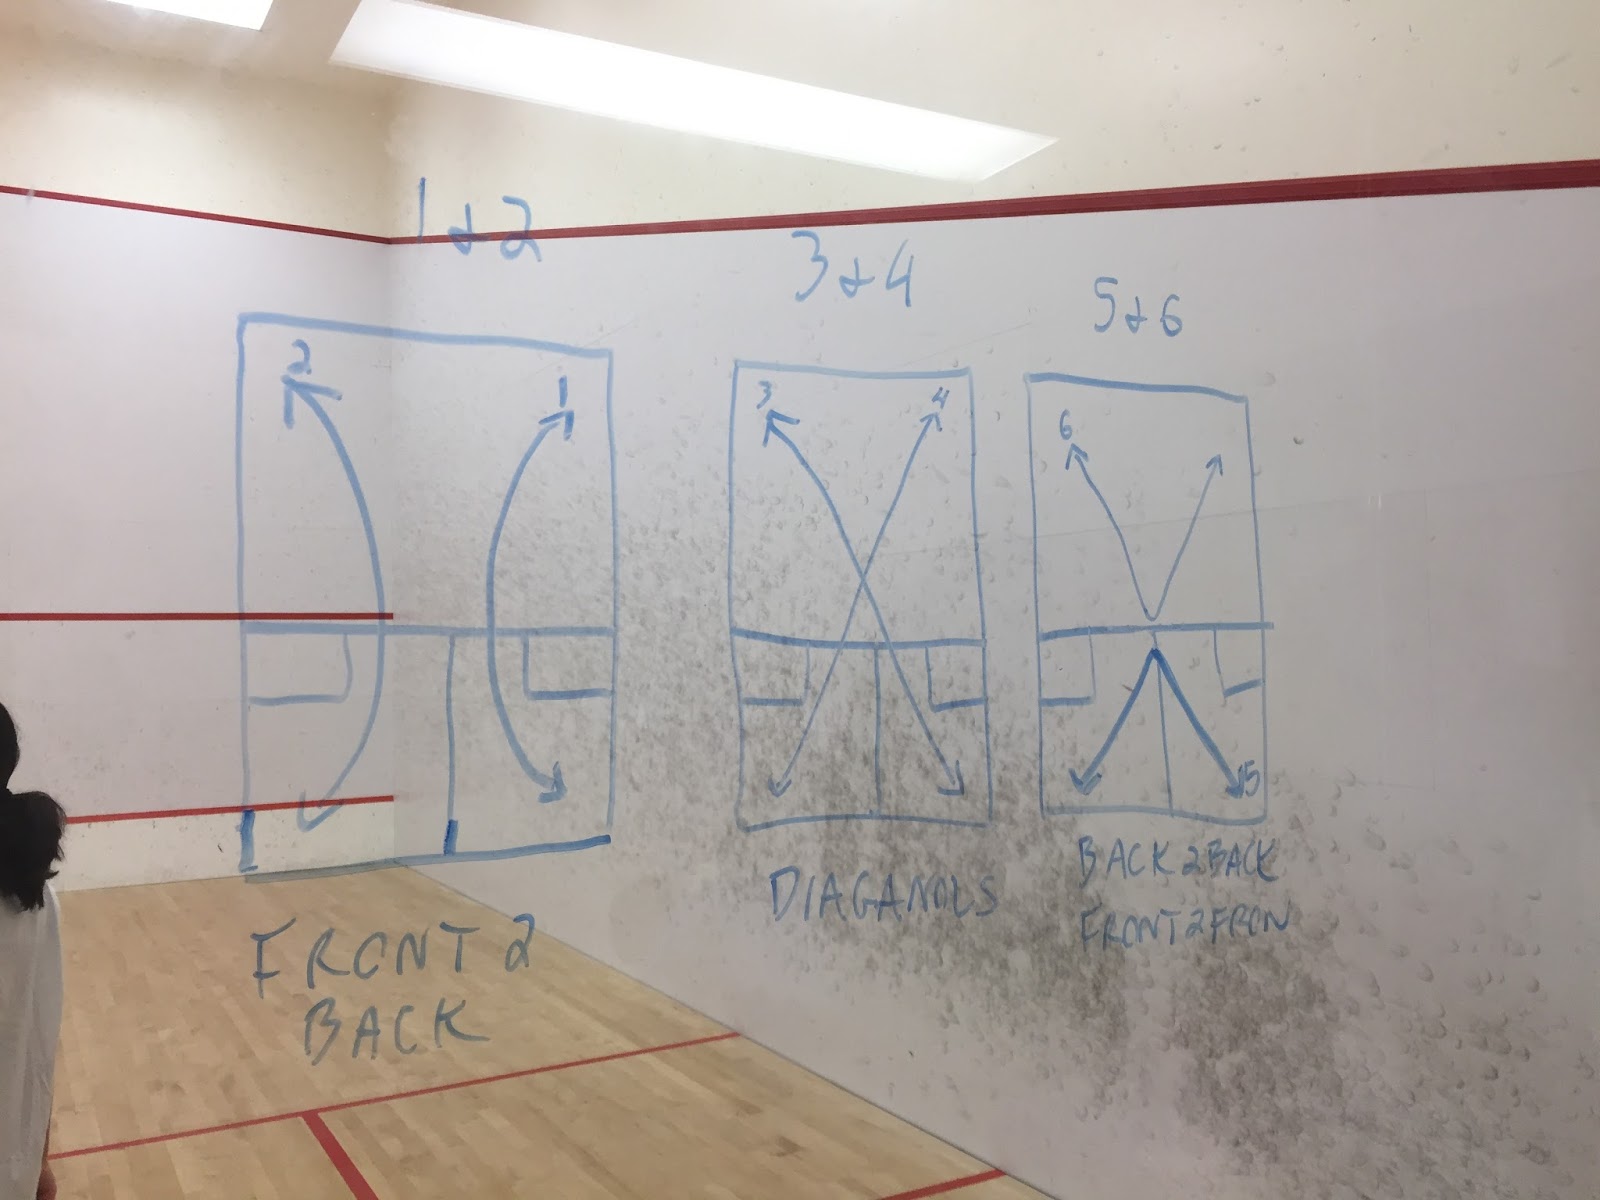 1 & 2
3 & 4
5 & 6
2
1
3
4
6
5
FRONT 2
BACK
DIAGANOLS
BACK 2 BACK
FRONT 2 FRON